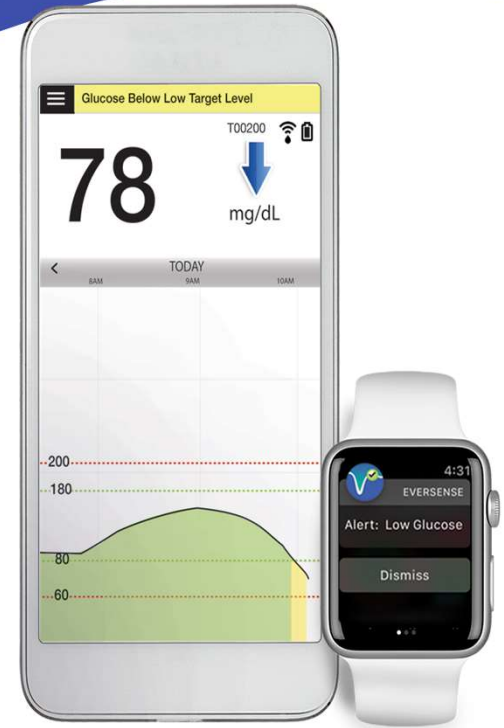 Glucose Below Low Target Level
T00200
78
mg/dL
TODAY
8AM 9AM 10AM
200
180
80
60
4:31
EVERSENSE
Alert: Low Glucose
Dismiss